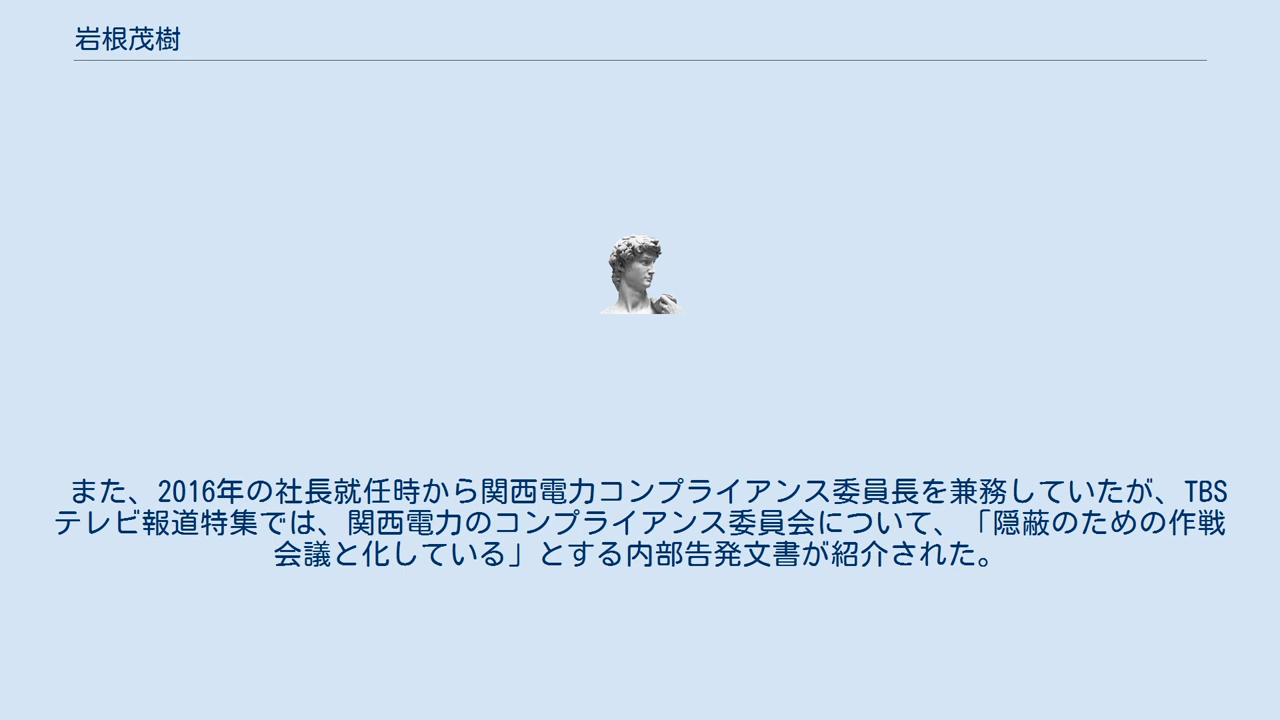 岩根茂樹
また、2016年の社長就任時から関西電力コンプライアンス委員長を兼務していたが、TBS
テレビ報道特集では、関西電力のコンプライアンス委員会について、「隠蔽のための作戦
会議と化している」とする内部告発文書が紹介された。